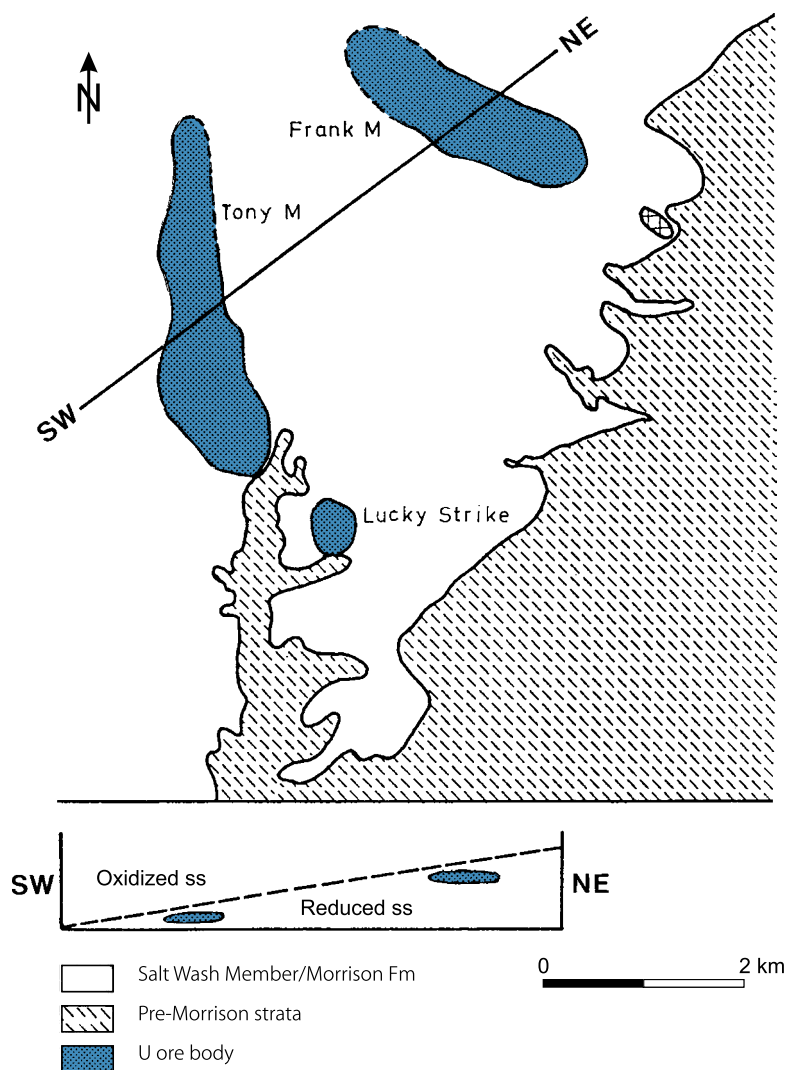 NE
N
Frank M
Tony M
SW
Lucky Strike
SW
Oxidized ss
Reduced ss
NE
Salt Wash Member/Morrison Fm
Pre-Morrison strata
U ore body
0
2 km